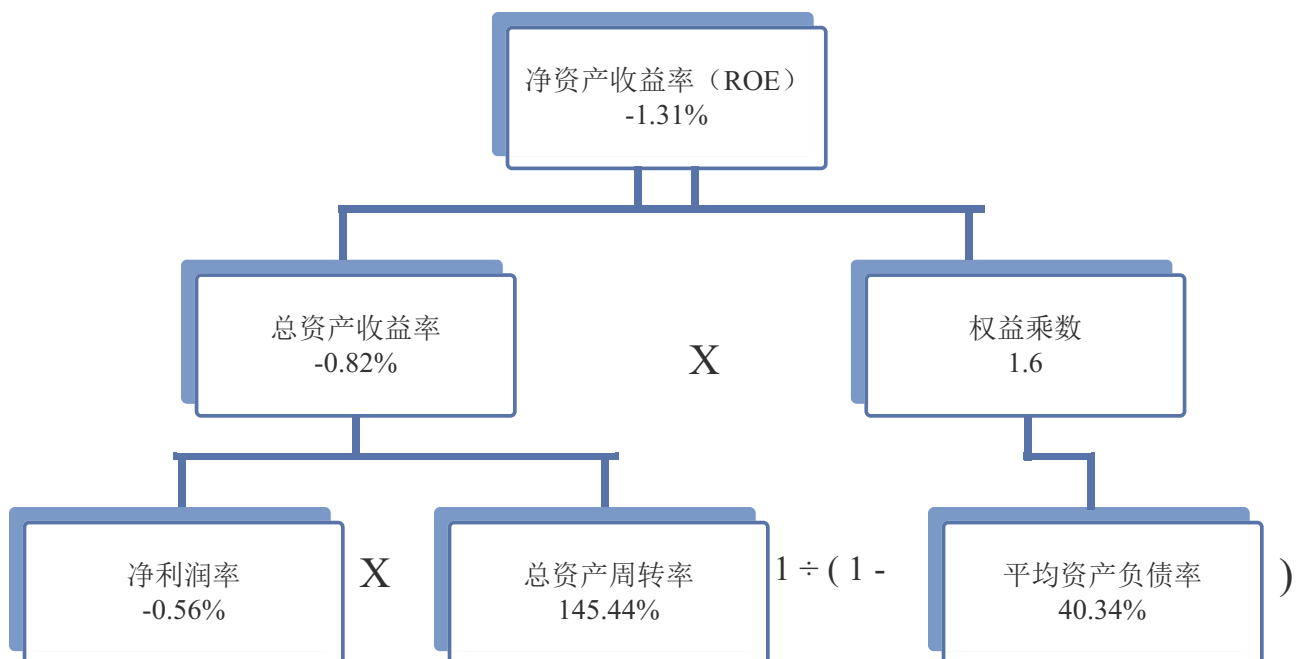 净资产收益率（ROE）
-1.31%
总资产收益率
-0.82%
X
权益乘数
1.6
净利润率
-0.56%
X
总资产周转率
145.44%
1 ÷ ( 1 -
平均资产负债率
40.34%
)